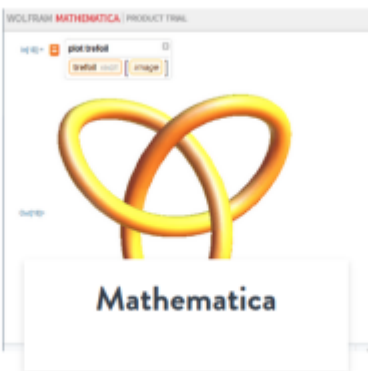 WOLFRAM MATHEMATICA | PRODUCT TRIAL
plot trefoil
trefoil image
Mathematica